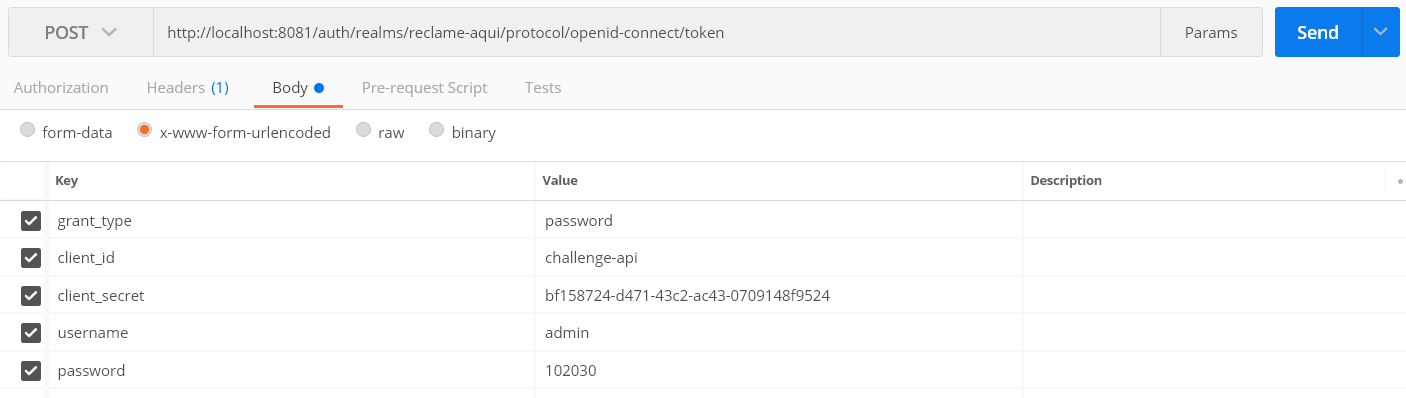 POST http://localhost:8081/auth/realms/reclame-aqui/protocol/openid-connect/token Params Send
Authorization Headers (1) Body Pre-request Script Tests
form-data x-www-form-urlencoded raw binary
Key Value Description
grant_type password
client_id challenge-api
client_secret bf158724-d471-43c2-ac43-0709148f9524
username admin
password 102030